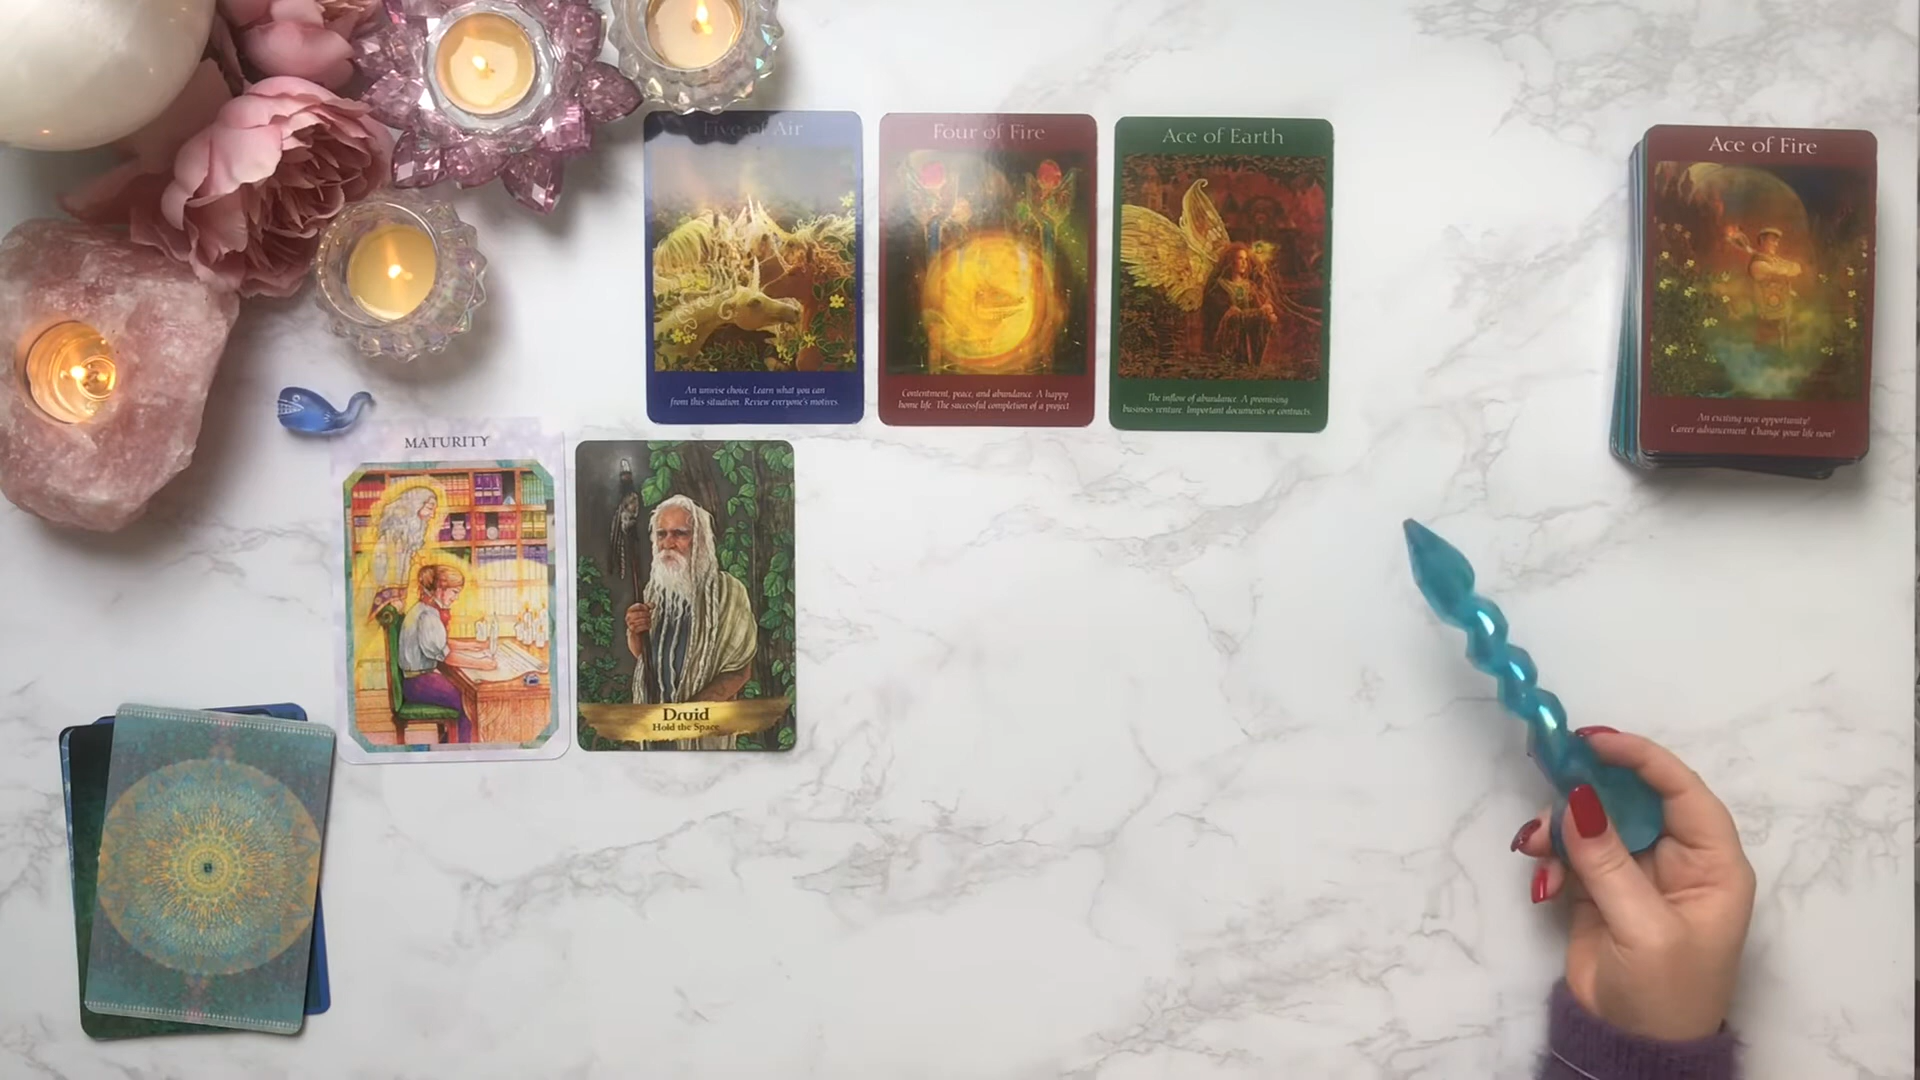 Five of Air
An unwise choice. Learn what you can
from this situation. Review everyone's motives.
Four of Fire
Contentment, peace, and abundance. A happy
home life. The successful completion of a project.
Ace of Earth
The inflow of abundance. A promising
business venture. Important documents or contracts.
Ace of Fire
An exciting new opportunity!
Career advancement. Change your life now!
MATURITY
Druid
Hold the Space